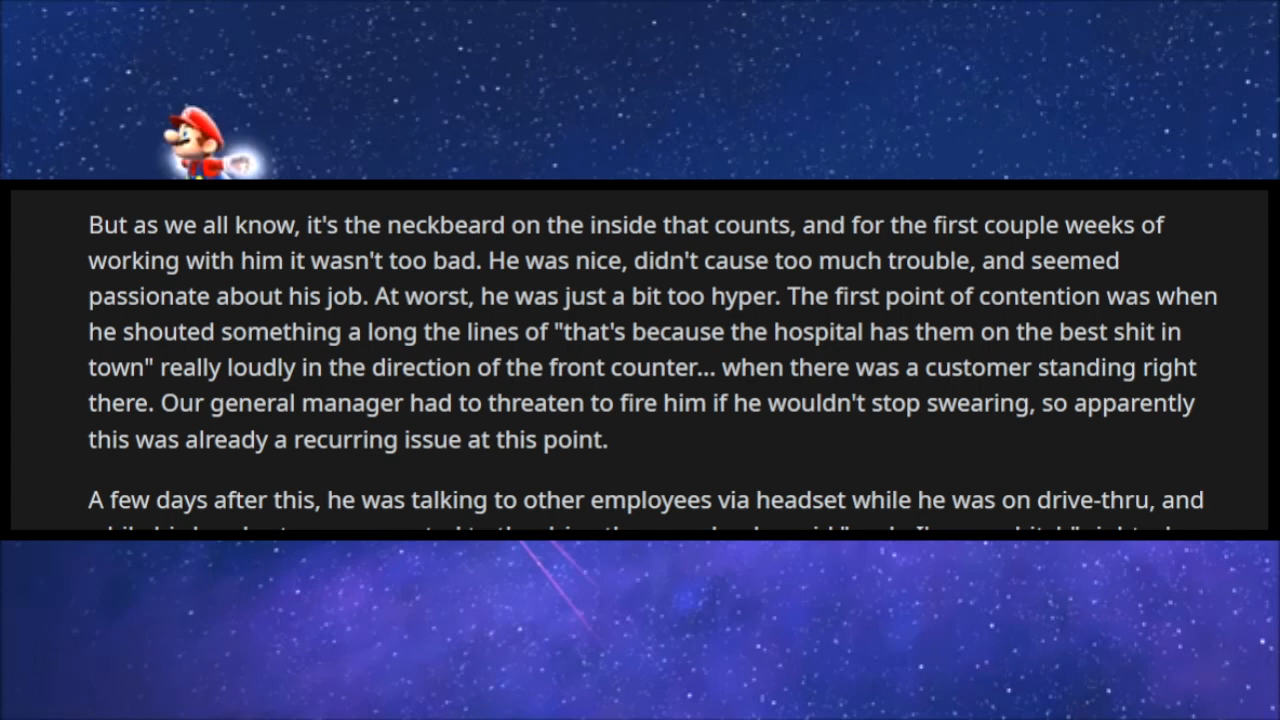 But as we all know, it's the neckbeard on the inside that counts, and for the first couple weeks of
working with him it wasn't too bad. He was nice, didn't cause too much trouble, and seemed
passionate about his job. At worst, he was just a bit too hyper. The first point of contention was when
he shouted something a long the lines of "that's because the hospital has them on the best shit in
town" really loudly in the direction of the front counter... when there was a customer standing right
there. Our general manager had to threaten to fire him if he wouldn't stop swearing, so apparently
this was already a recurring issue at this point.
A few days after this, he was talking to other employees via headset while he was on drive-thru, and